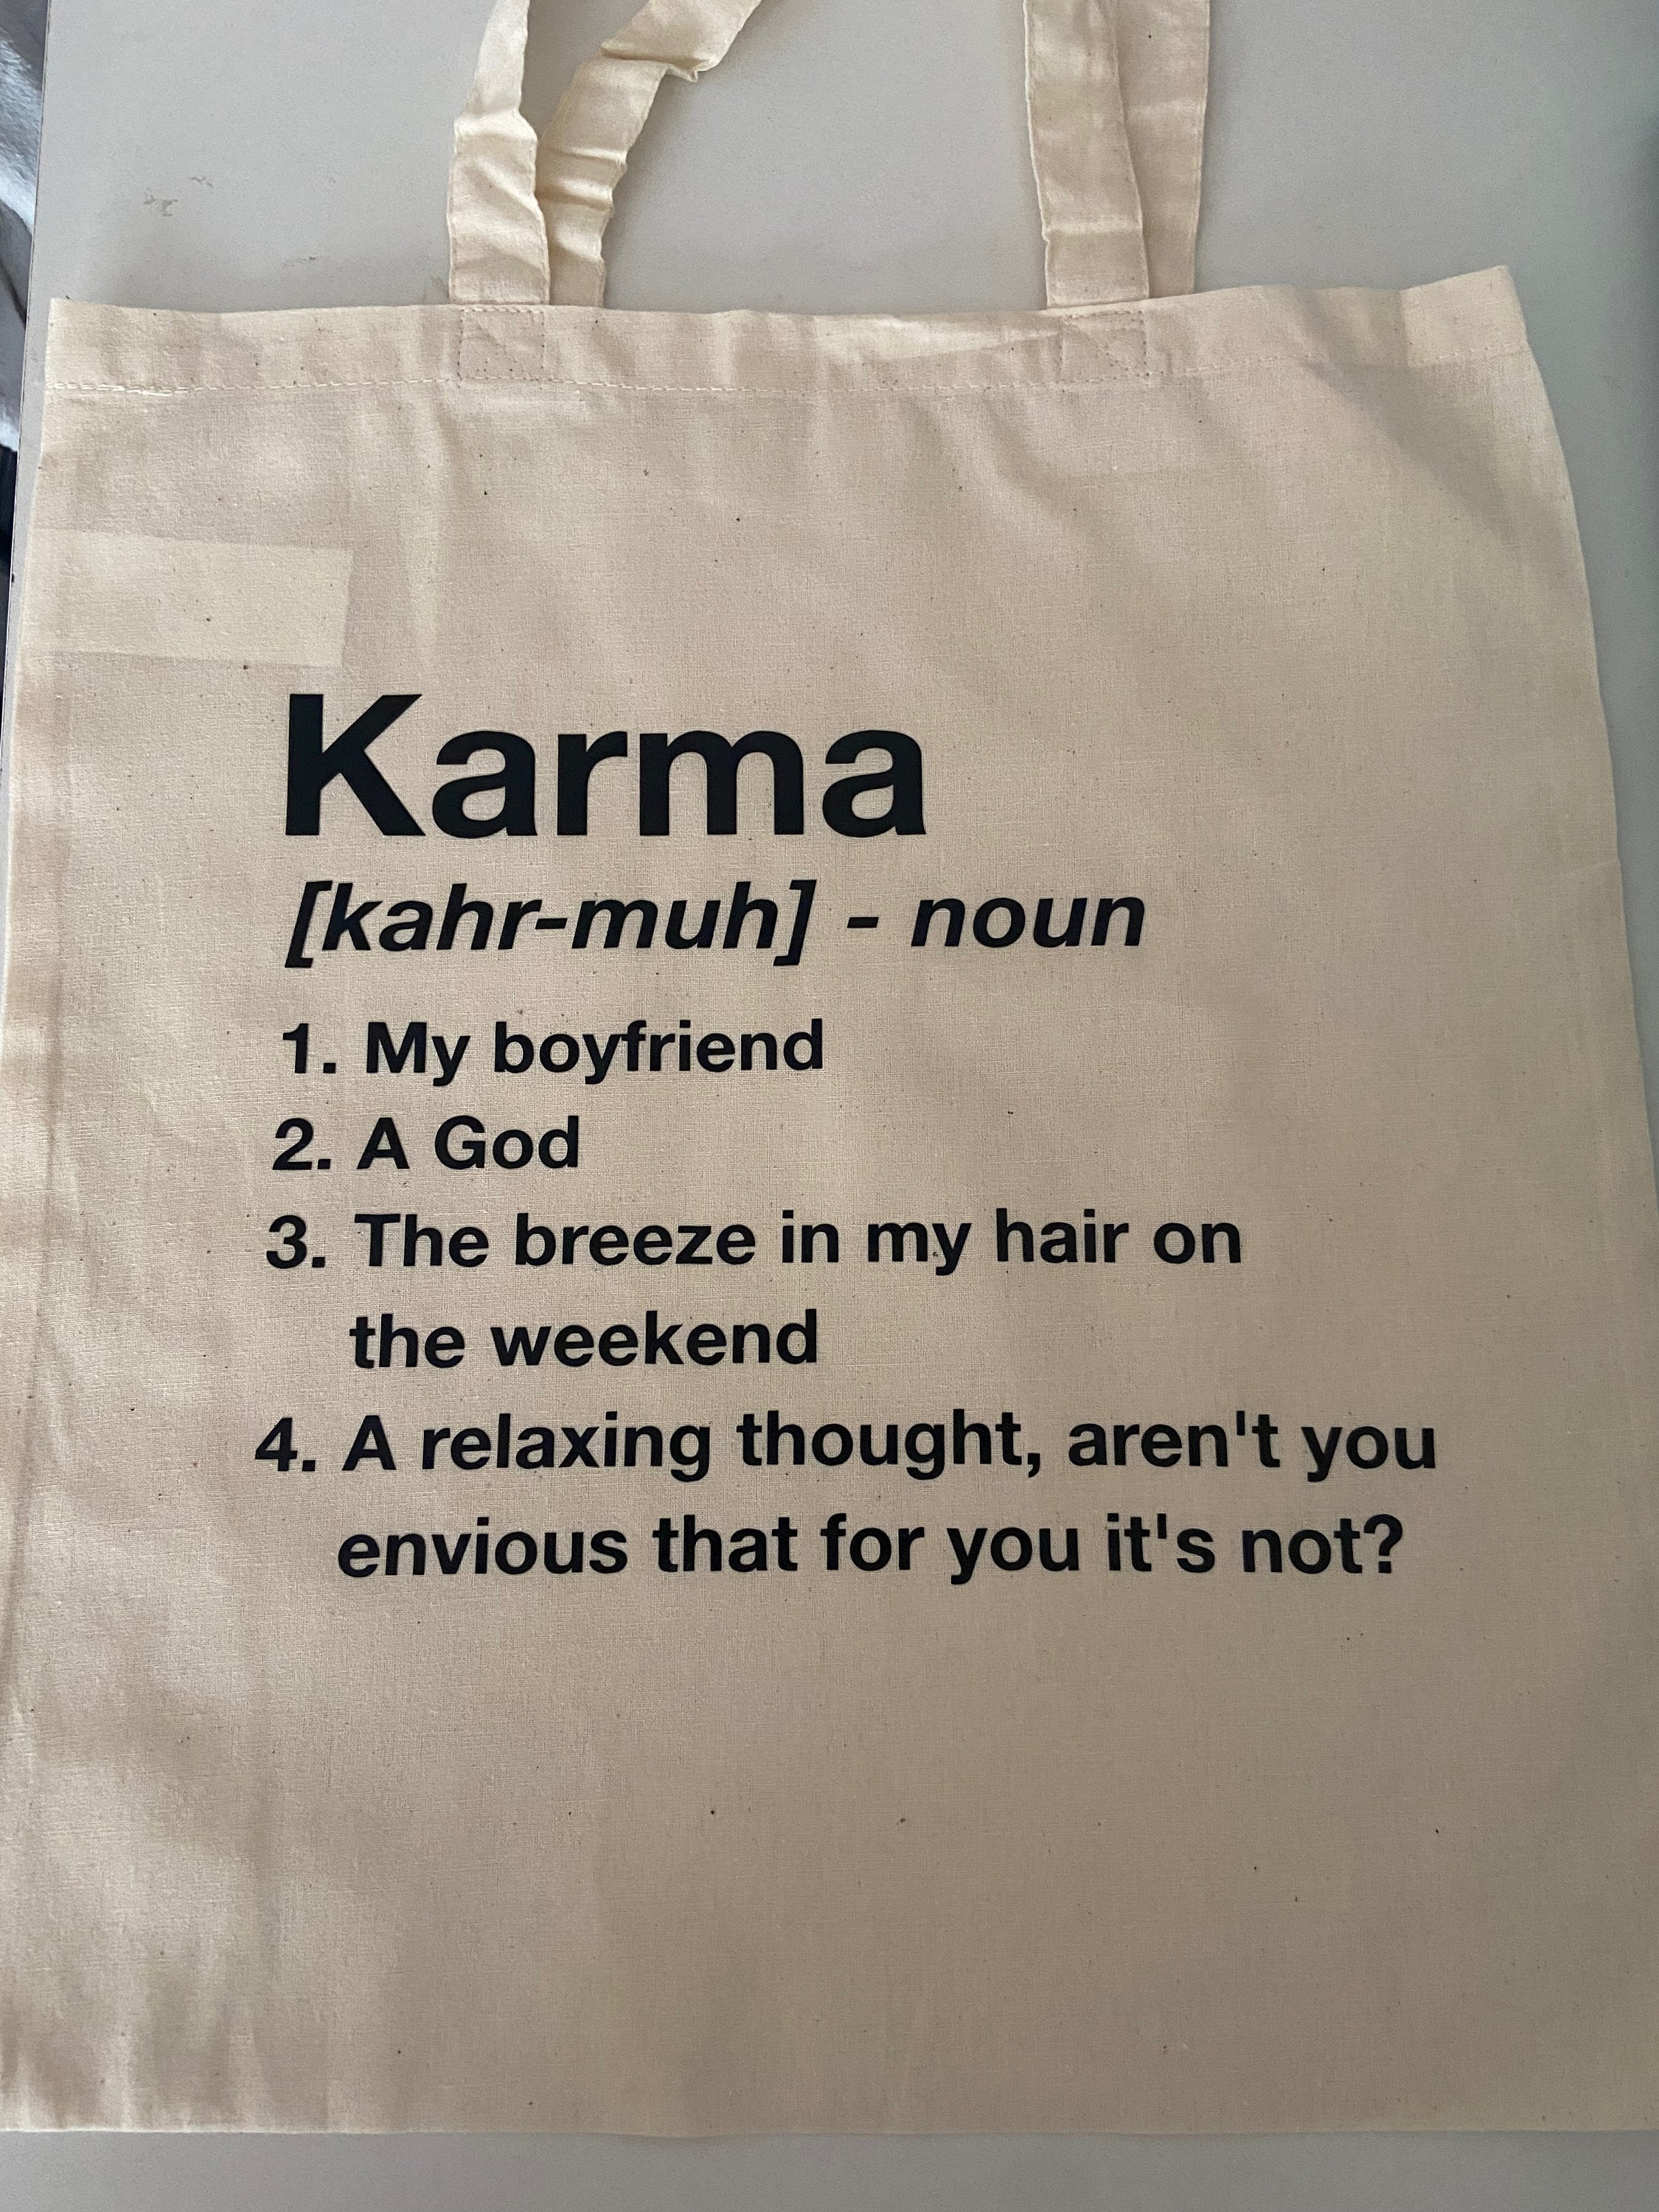 Karma
[kahr-muh] - noun
1. My boyfriend
2. A God
3. The breeze in my hair on
the weekend
4. A relaxing thought, aren't you
envious that for you it's not?